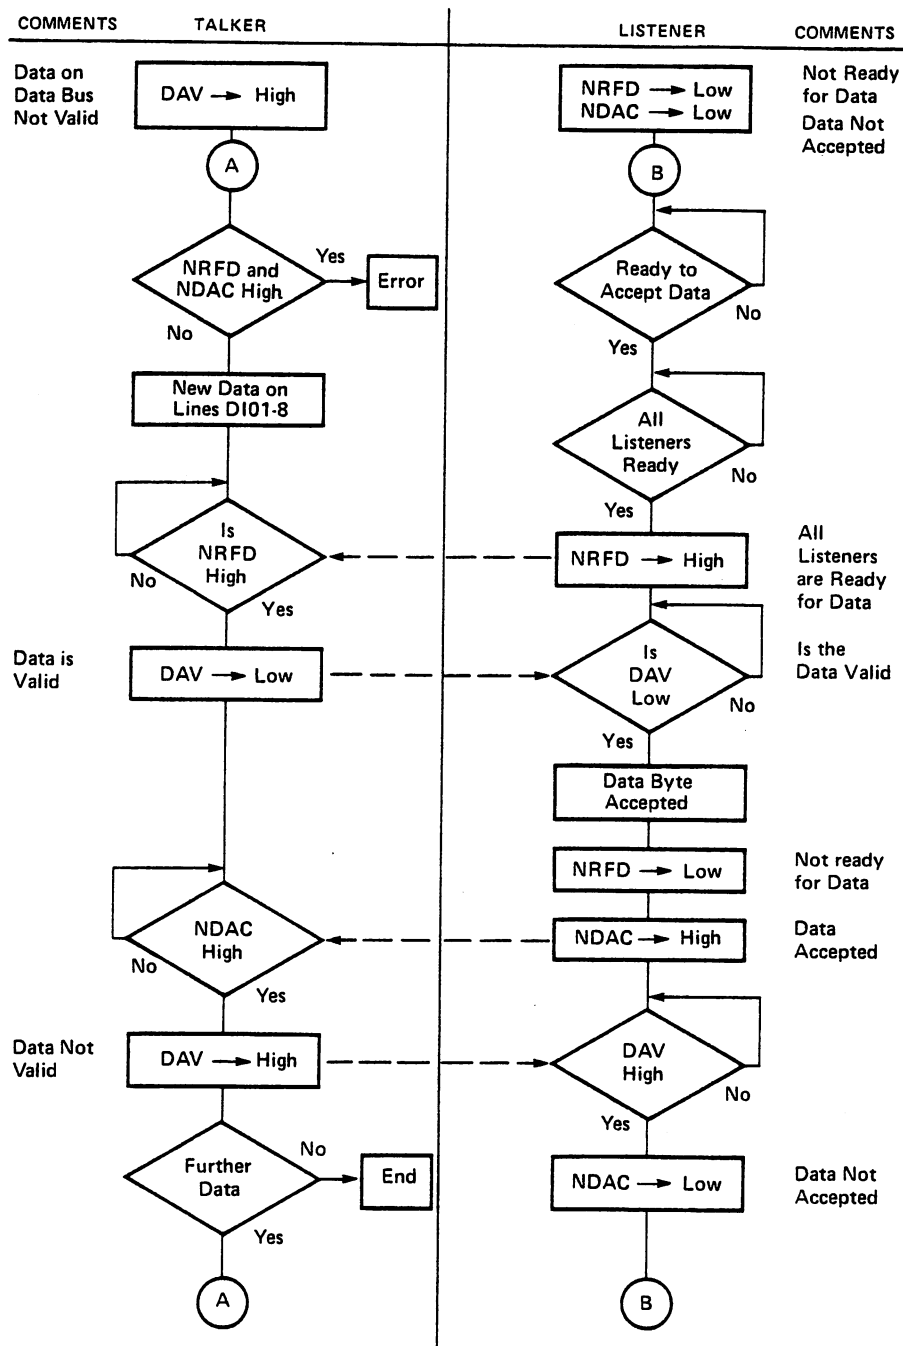 COMMENTS TALKER LISTENER COMMENTS
Data on
Data Bus
Not Valid
DAV → High
A
NRFD and
NDAC High
Yes
Error
No
New Data on
Lines DI01-8
Is
NRFD
High
No
Yes
Data is
Valid
DAV → Low
NDAC
High
No
Yes
Data Not
Valid
DAV → High
Further
Data
No
End
Yes
A
NRFD → Low
NDAC → Low
Not Ready
for Data
Data Not
Accepted
B
Ready to
Accept Data
No
Yes
All
Listeners
Ready
No
Yes
NRFD → High
All
Listeners
are Ready
for Data
Is
DAV
Low
No
Is the
Data Valid
Yes
Data Byte
Accepted
NRFD → Low
Not ready
for Data
NDAC → High
Data
Accepted
DAV
High
No
Yes
NDAC → Low
Data Not
Accepted
B